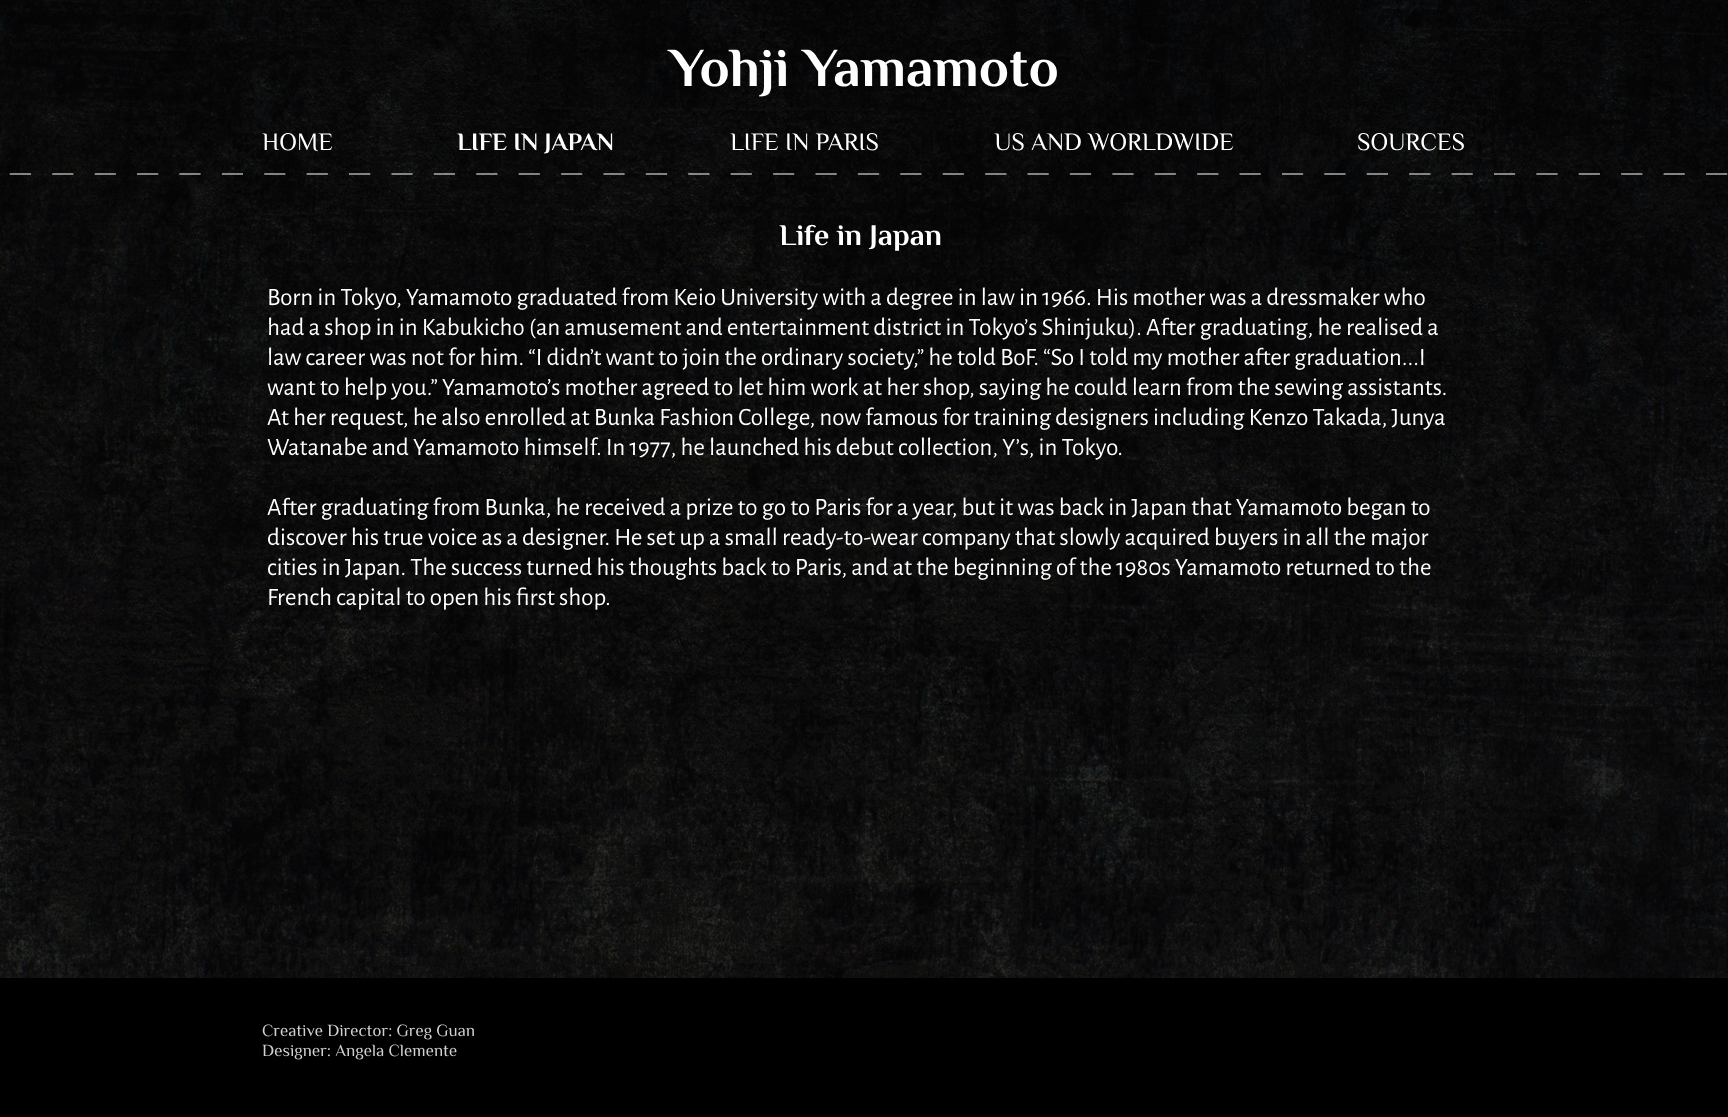 Yohji Yamamoto
HOME LIFE IN JAPAN LIFE IN PARIS US AND WORLDWIDE SOURCES
Life in Japan
Born in Tokyo, Yamamoto graduated from Keio University with a degree in law in 1966. His mother was a dressmaker who
had a shop in in Kabukicho (an amusement and entertainment district in Tokyo’s Shinjuku). After graduating, he realised a
law career was not for him. “I didn’t want to join the ordinary society,” he told BoF. “So I told my mother after graduation...I
want to help you.” Yamamoto’s mother agreed to let him work at her shop, saying he could learn from the sewing assistants.
At her request, he also enrolled at Bunka Fashion College, now famous for training designers including Kenzo Takada, Junya
Watanabe and Yamamoto himself. In 1977, he launched his debut collection, Y’s, in Tokyo.
After graduating from Bunka, he received a prize to go to Paris for a year, but it was back in Japan that Yamamoto began to
discover his true voice as a designer. He set up a small ready-to-wear company that slowly acquired buyers in all the major
cities in Japan. The success turned his thoughts back to Paris, and at the beginning of the 1980s Yamamoto returned to the
French capital to open his first shop.
Creative Director: Greg Guan
Designer: Angela Clemente